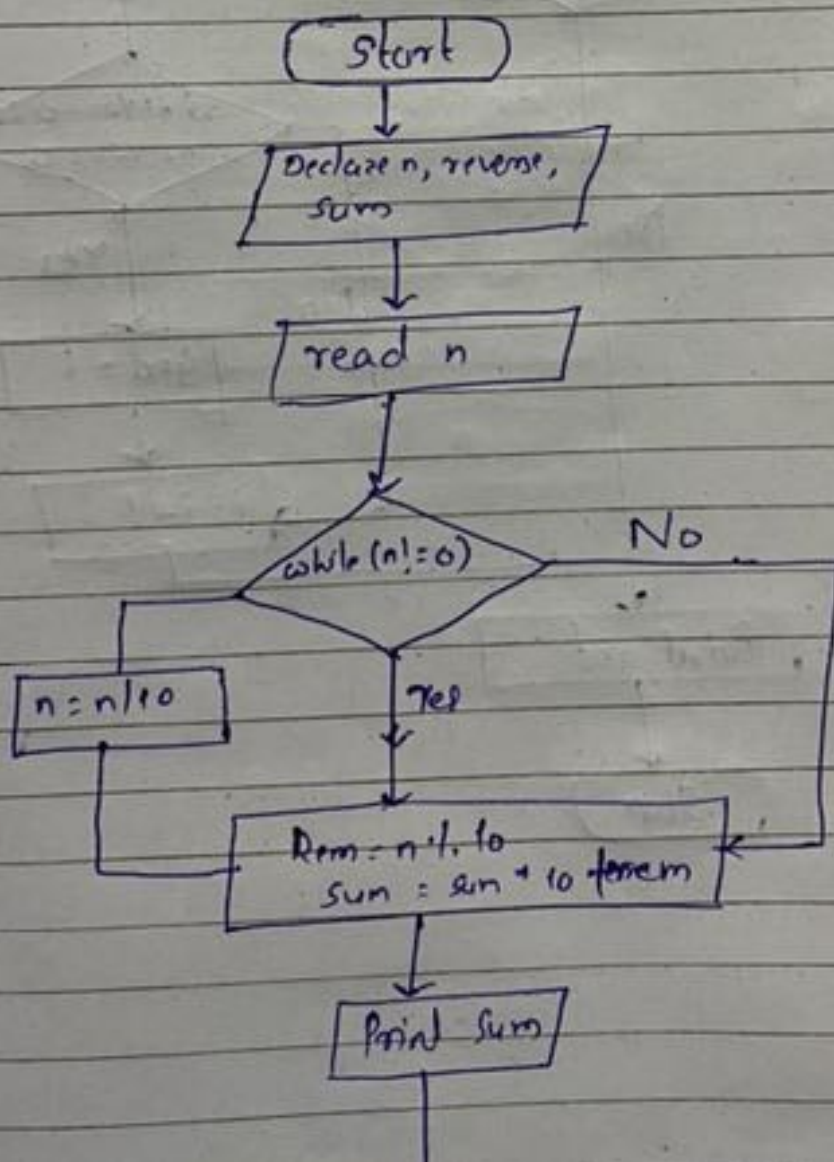 Start
Declare n, reverse,
sum
read n
while (n!=0)
No
n = n/10
Yes
Rem = n % 10
sum = sum * 10 + rem
Print Sum